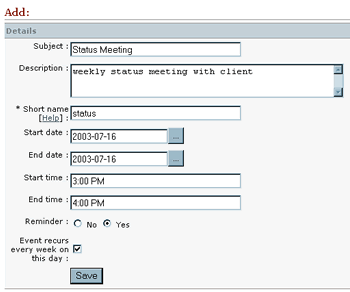 Add:
Details
Subject : Status Meeting
Description : weekly status meeting with client
* Short name
[Help] : status
Start date : 2003-07-16 ...
End date : 2003-07-16 ...
Start time : 3:00 PM
End time : 4:00 PM
Reminder : No Yes
Event recurs
every week on
this day :
Save